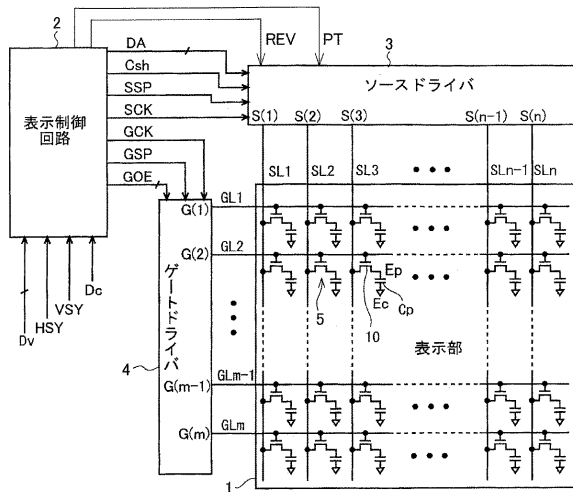 2
DA
REV
PT
3
Csh
SSP
SCK
GCK
GSP
GOE
表示制御
回路
ソースドライバ
S(1)
S(2)
S(3)
S(n-1)
S(n)
SL1
SL2
SL3
SLn-1
SLn
G(1)
GL1
G(2)
GL2
Ep
Ec
Cp
5
10
ゲートドライバ
表示部
Dv
HSY
VSY
Dc
4
G(m-1)
GLm-1
G(m)
GLm
1